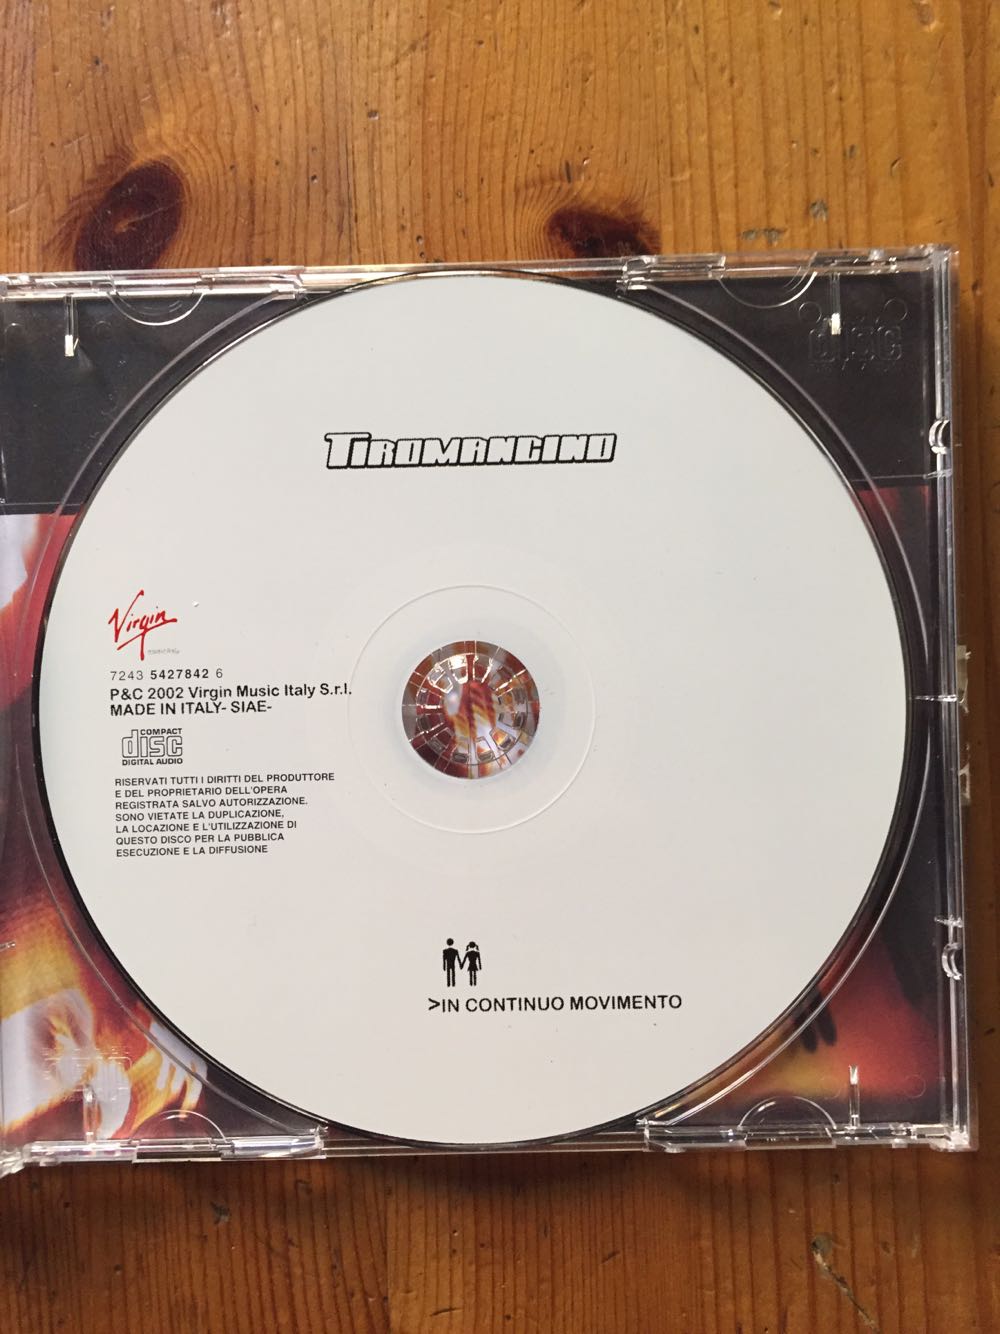 TIROMANCINO
Virgin
7243 5427842 6
P&C 2002 Virgin Music Italy S.r.l.
MADE IN ITALY- SIAE-
COMPACT
disc
DIGITAL AUDIO
RISERVATI TUTTI I DIRITTI DEL PRODUTTORE
E DEL PROPRIETARIO DELL'OPERA
REGISTRATA SALVO AUTORIZZAZIONE.
SONO VIETATE LA DUPLICAZIONE,
LA LOCAZIONE E L'UTILIZZAZIONE DI
QUESTO DISCO PER LA PUBBLICA
ESECUZIONE E LA DIFFUSIONE
>IN CONTINUO MOVIMENTO
disc